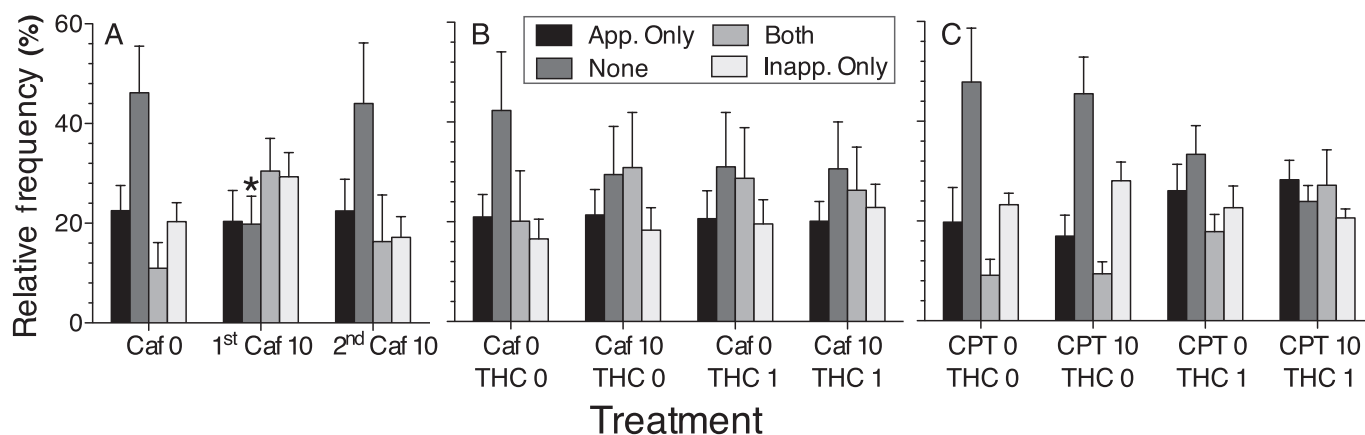 Relative frequency (%)
60
40
20
0
A
*
Caf 0
1st Caf 10
2nd Caf 10
B
App. Only
Both
None
Inapp. Only
Caf 0
THC 0
Caf 10
THC 0
Caf 0
THC 1
Caf 10
THC 1
C
CPT 0
THC 0
CPT 10
THC 0
CPT 0
THC 1
CPT 10
THC 1
Treatment